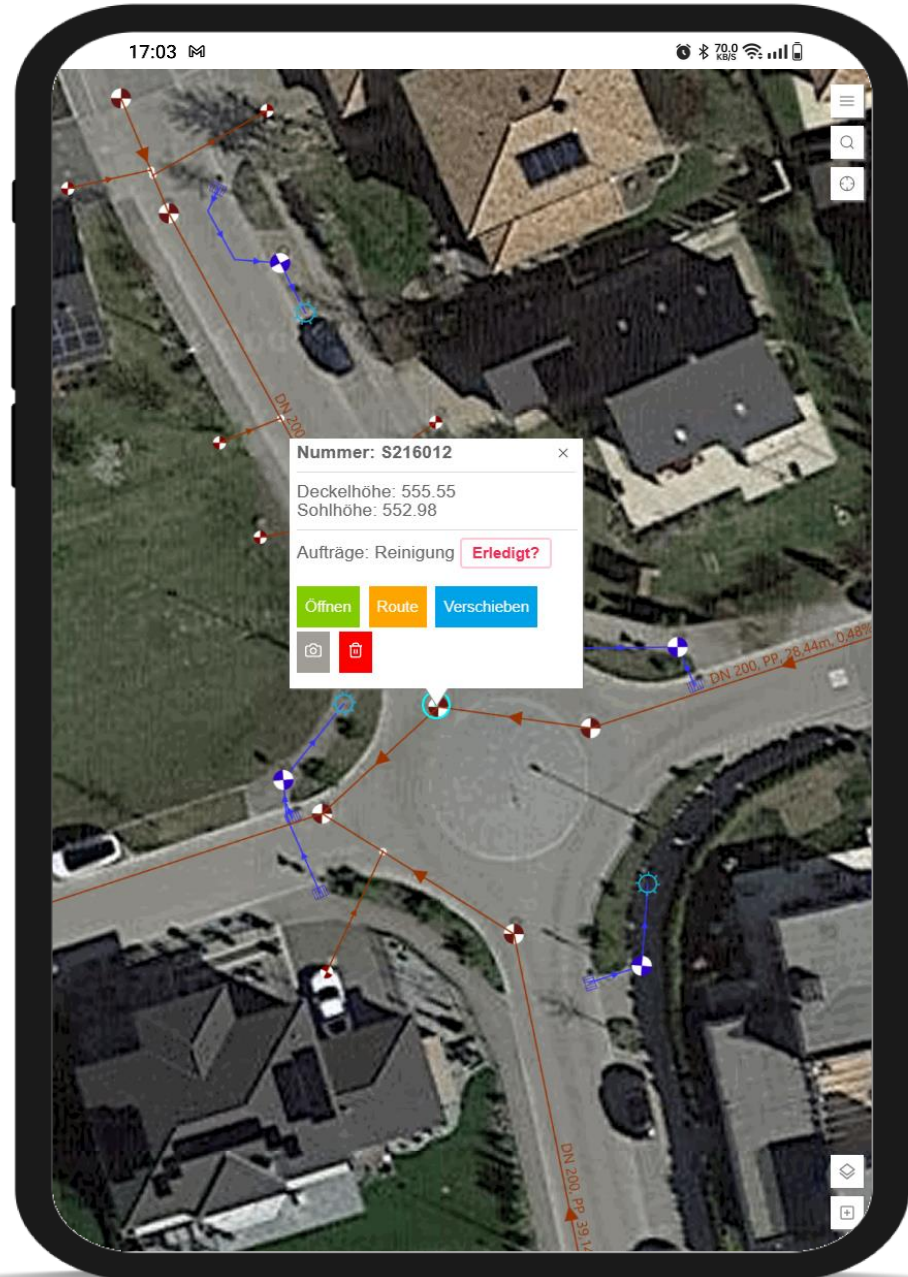 17:03
70.0
KB/S
DN 200
Nummer: S216012
Deckelhöhe: 555.55
Sohlhöhe: 552.98
Aufträge: Reinigung Erledigt?
Öffnen Route Verschieben
DN 200, PP, 28,44m, 0,48%
DN 200, PP, 39,14